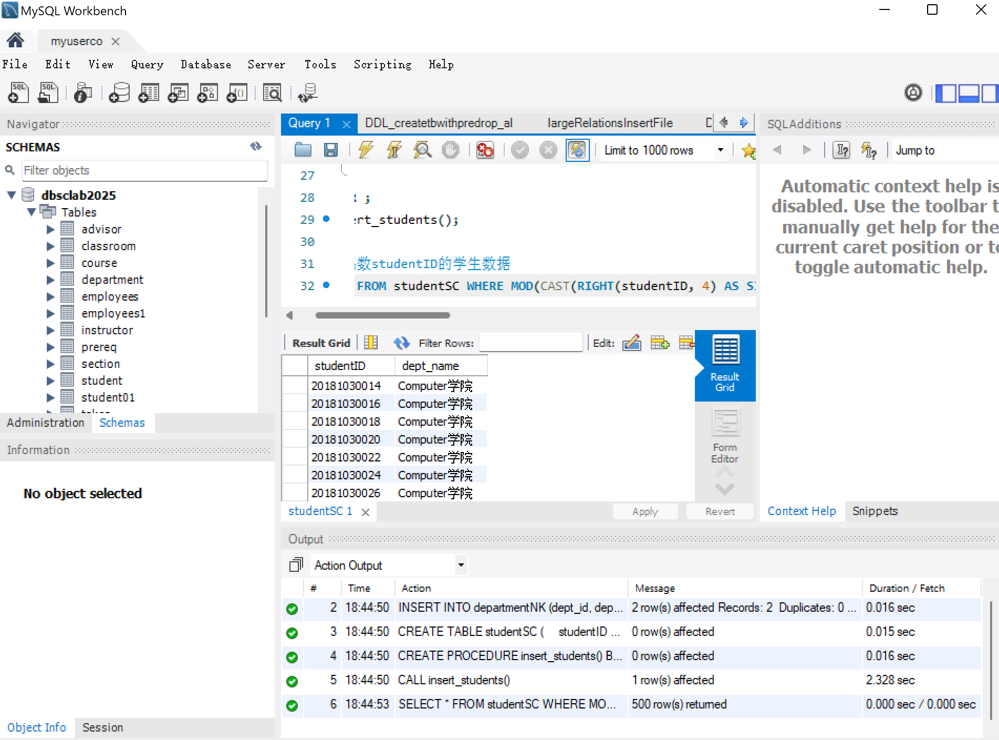 MySQL Workbench
myuserco
File Edit View Query Database Server Tools Scripting Help
Navigator
SCHEMAS
Filter objects
dbsclab2025
Tables
advisor
classroom
course
department
employees
employees1
instructor
prereq
section
student
student01
Administration Schemas
Information
No object selected
Object Info Session
Query 1 DDL_createtbwithpredrop_al largeRelationsInsertFile
Limit to 1000 rows
27
28 ;
29 ert_students();
30
31 数studentID的学生数据
32 FROM studentSC WHERE MOD(CAST(RIGHT(studentID, 4) AS SI
Result Grid Filter Rows: Edit:
studentID dept_name
20181030014 Computer学院
20181030016 Computer学院
20181030018 Computer学院
20181030020 Computer学院
20181030022 Computer学院
20181030024 Computer学院
20181030026 Computer学院
Result
Grid
Form
Editor
studentSC 1 Apply Revert
SQLAdditions
Jump to
Automatic context help is
disabled. Use the toolbar t
manually get help for the
current caret position or to
toggle automatic help.
Context Help Snippets
Output
Action Output
# Time Action Message Duration / Fetch
2 18:44:50 INSERT INTO departmentNK (dept_id, dep... 2 row(s) affected Records: 2 Duplicates: 0 ... 0.016 sec
3 18:44:50 CREATE TABLE studentSC ( studentID ... 0 row(s) affected 0.015 sec
4 18:44:50 CREATE PROCEDURE insert_students() B... 0 row(s) affected 0.016 sec
5 18:44:50 CALL insert_students() 1 row(s) affected 2.328 sec
6 18:44:53 SELECT * FROM studentSC WHERE MO... 500 row(s) returned 0.000 sec / 0.000 sec